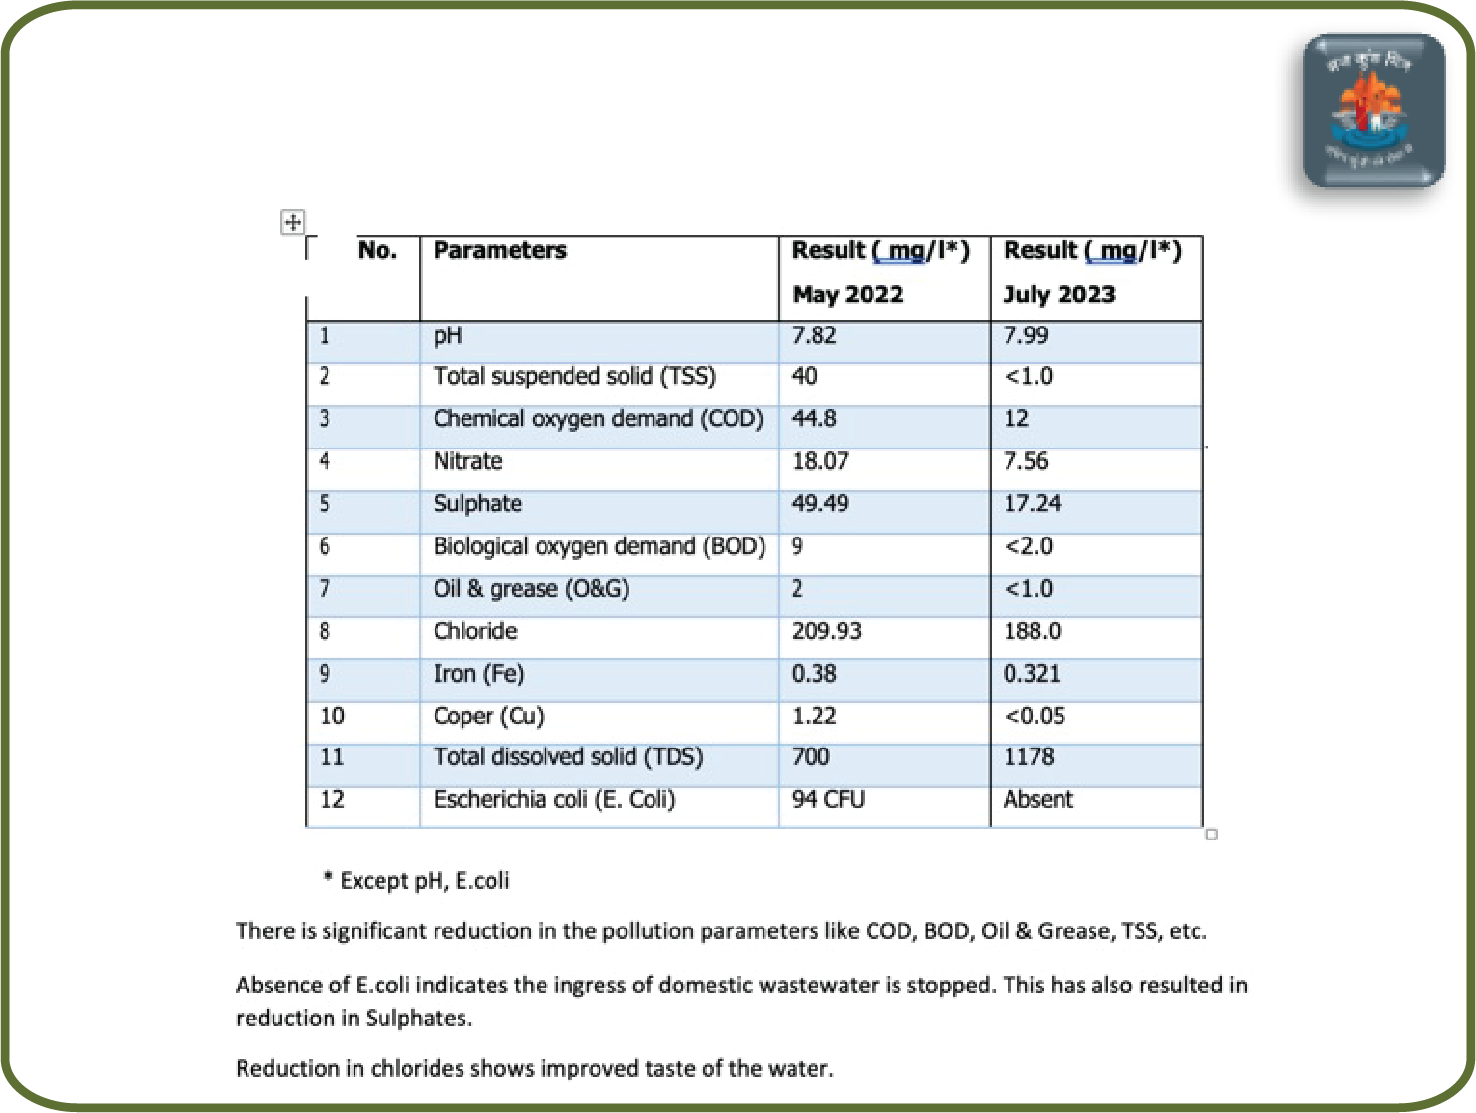 No. Parameters Result ( mg/l*) Result ( mg/l*)
May 2022 July 2023
1 pH 7.82 7.99
2 Total suspended solid (TSS) 40 <1.0
3 Chemical oxygen demand (COD) 44.8 12
4 Nitrate 18.07 7.56
5 Sulphate 49.49 17.24
6 Biological oxygen demand (BOD) 9 <2.0
7 Oil & grease (O&G) 2 <1.0
8 Chloride 209.93 188.0
9 Iron (Fe) 0.38 0.321
10 Coper (Cu) 1.22 <0.05
11 Total dissolved solid (TDS) 700 1178
12 Escherichia coli (E. Coli) 94 CFU Absent
* Except pH, E.coli
There is significant reduction in the pollution parameters like COD, BOD, Oil & Grease, TSS, etc.
Absence of E.coli indicates the ingress of domestic wastewater is stopped. This has also resulted in
reduction in Sulphates.
Reduction in chlorides shows improved taste of the water.